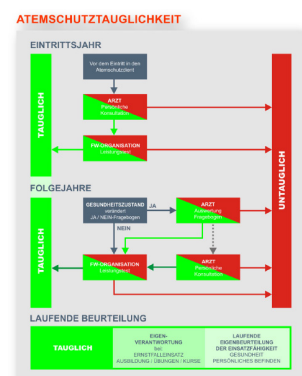 ATEMSCHUTZTAUGLICHKEIT
EINTRITTSJAHR
TAUGLICH
Vor dem Eintritt in den
Atemschutzdienst
ARZT
Persönliche
Konsultation
FW-ORGANISATION
Leistungstest
UNTAUGLICH
FOLGEJAHRE
TAUGLICH
GESUNDHEITSZUSTAND
verändert
JA / NEIN-Fragebogen
JA
NEIN
ARZT
Auswertung
Fragebogen
FW-ORGANISATION
Leistungstest
ARZT
Persönliche
Konsultation
LAUFENDE BEURTEILUNG
TAUGLICH
EIGEN-
VERANTWORTUNG
bei
ERNSTFALLEINSATZ
AUSBILDUNG / ÜBUNGEN / KURSE
LAUFENDE
EIGENBEURTEILUNG
DER EINSATZFÄHIGKEIT
GESUNDHEIT
PERSÖNLICHES BEFINDEN